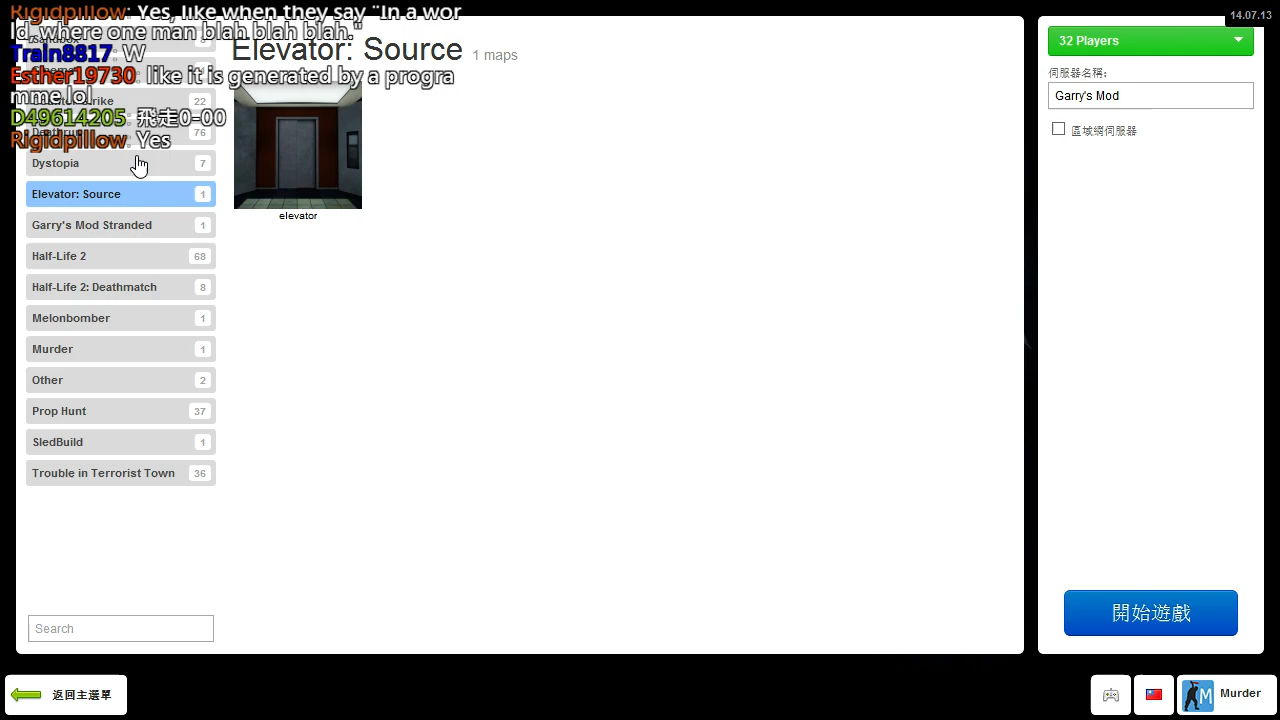 Rigidpillow: Yes, like when they say "In a wor
ld, where one man blah blah blah."
Train8817: W
Esther19730: like it is generated by a progra
mme lol
D49614205: 飛走0-00
Rigidpillow: Yes
14.07.13
Elevator: Source 1 maps
elevator
22
76
Dystopia 7
Elevator: Source 1
Garry's Mod Stranded 1
Half-Life 2 68
Half-Life 2: Deathmatch 8
Melonbomber 1
Murder 1
Other 2
Prop Hunt 37
SledBuild 1
Trouble in Terrorist Town 36
Search
32 Players
伺服器名稱:
Garry's Mod
區域網伺服器
開始遊戲
返回主選單
Murder